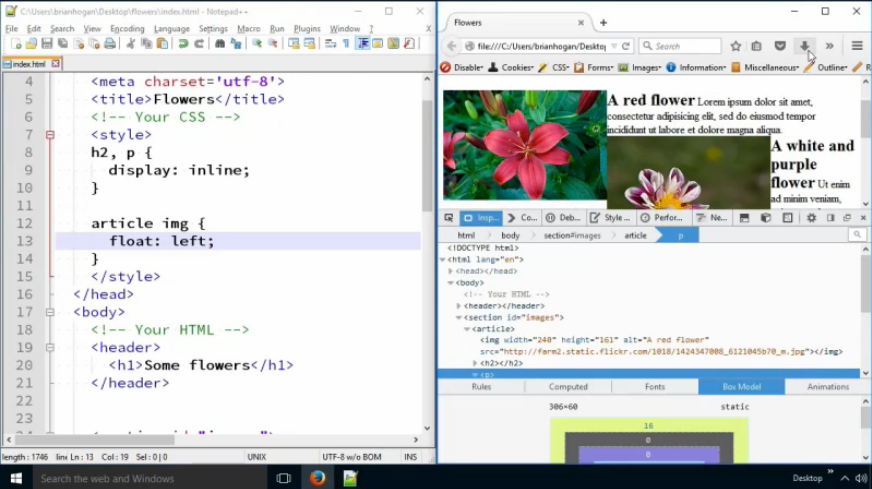 C:\Users\brianhogan\Desktop\flowers\index.html - Notepad++
File Edit Search View Encoding Language Settings Macro Run Plugins Window ?
index.html
4 <meta charset='utf-8'>
5 <title>Flowers</title>
6 <!-- Your CSS -->
7 <style>
8 h2, p {
9 display: inline;
10 }
11
12 article img {
13 float: left;
14 }
15 </style>
16 </head>
17 <body>
18 <!-- Your HTML -->
19 <header>
20 <h1>Some flowers</h1>
21 </header>
22
23
length : 1746 line Ln : 13 Col : 19 Sel : 0 | 0 UNIX UTF-8 w/o BOM INS
Flowers
file:///C:/Users/brianhogan/Desktop Search
Disable Cookies CSS Forms Images Information Miscellaneous Outline
A red flower Lorem ipsum dolor sit amet,
consectetur adipisicing elit, sed do eiusmod tempor
incididunt ut labore et dolore magna aliqua.
A white and
purple
flower Ut enim
ad minim veniam,
Insp... Co... Deb... Style ... Perfor... Ne...
html body section#images article p
<!DOCTYPE html>
<html lang="en">
<head></head>
<body>
<!-- Your HTML -->
<header></header>
<section id="images">
<article>
<img width="240" height="161" alt="A red flower"
src="http://farm2.static.flickr.com/1018/1424347008_6121045b70_m.jpg"></img>
<h2></h2>
<p>
Rules Computed Fonts Box Model Animations
306×60 static
16
0
0
Search the web and Windows
Desktop